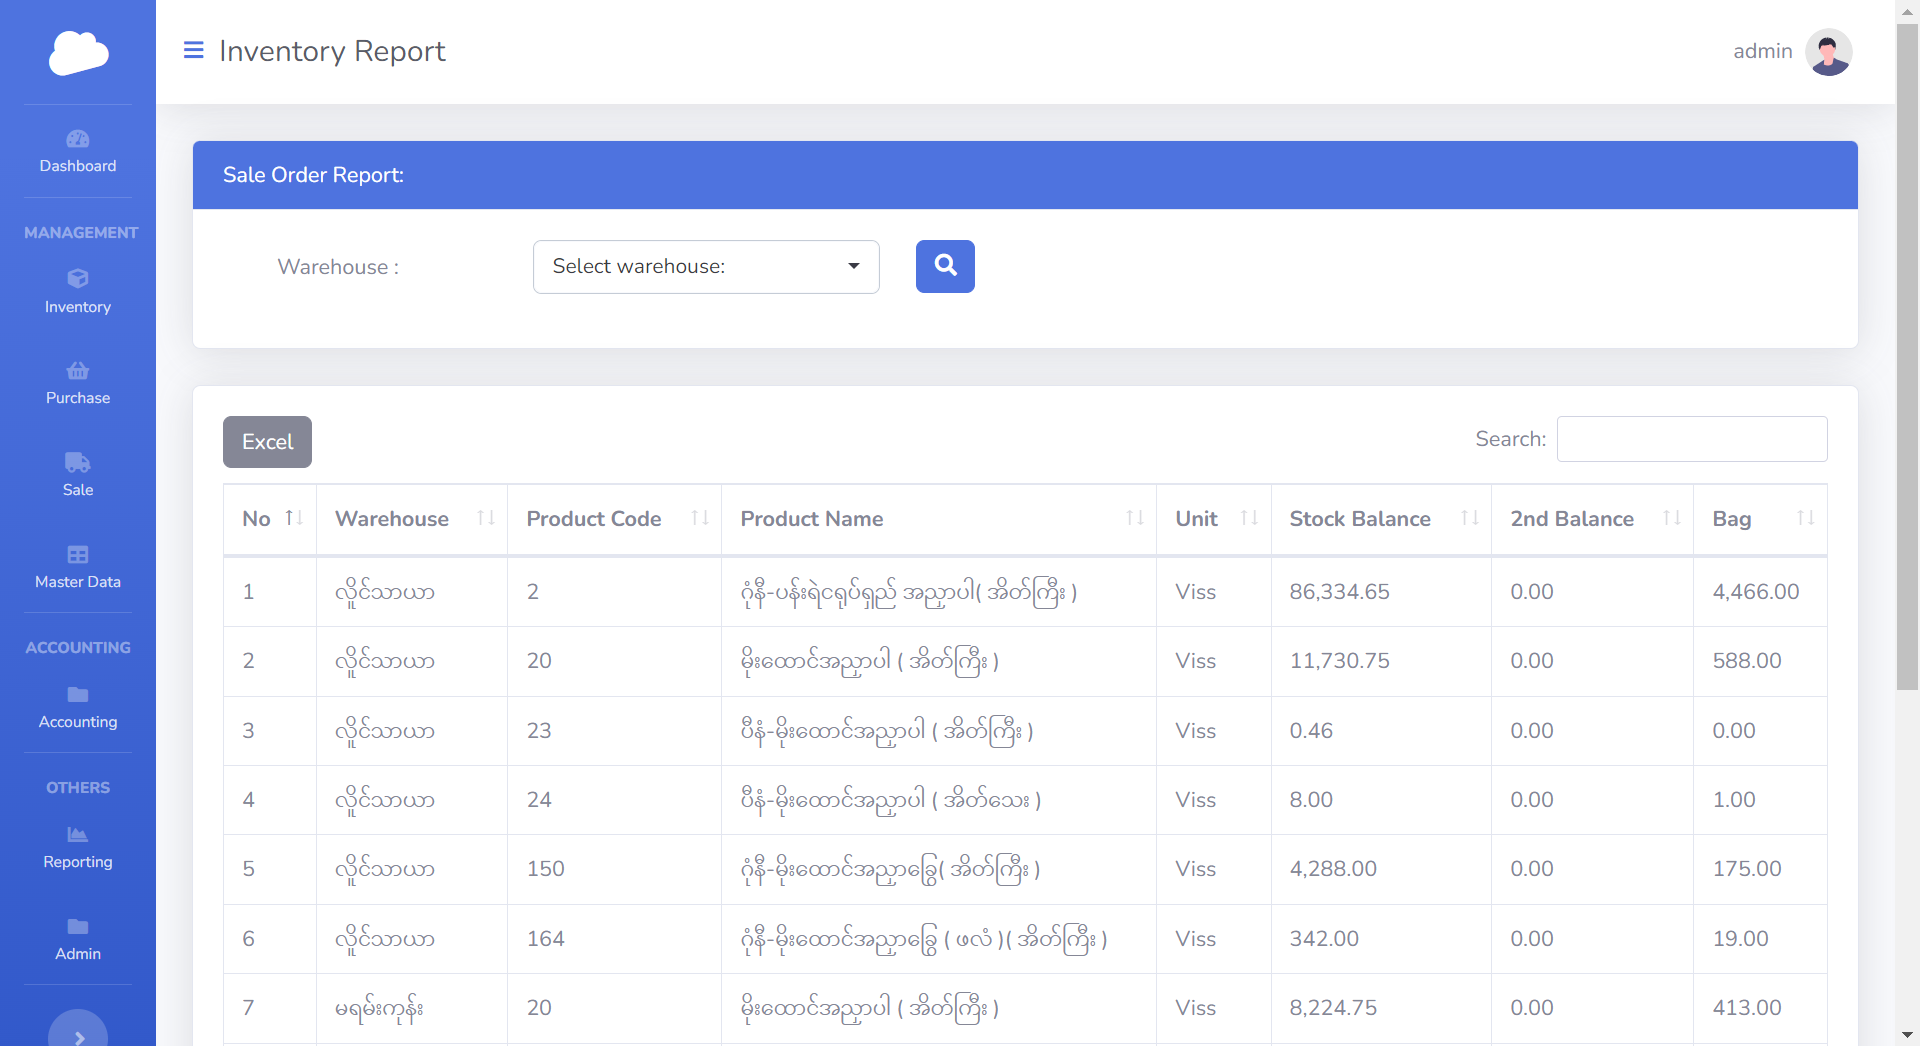 Inventory Report
admin
Dashboard
MANAGEMENT
Inventory
Purchase
Sale
Master Data
ACCOUNTING
Accounting
OTHERS
Reporting
Admin
Sale Order Report:
Warehouse : Select warehouse:
Excel Search:
No Warehouse Product Code Product Name Unit Stock Balance 2nd Balance Bag
1 လှိုင်သာယာ 2 ဂုံနီ-ပန်းရဲငရုပ်ရှည် အညှာပါ( အိတ်ကြီး ) Viss 86,334.65 0.00 4,466.00
2 လှိုင်သာယာ 20 မိုးထောင်အညှာပါ ( အိတ်ကြီး ) Viss 11,730.75 0.00 588.00
3 လှိုင်သာယာ 23 ပီနံ-မိုးထောင်အညှာပါ ( အိတ်ကြီး ) Viss 0.46 0.00 0.00
4 လှိုင်သာယာ 24 ပီနံ-မိုးထောင်အညှာပါ ( အိတ်သေး ) Viss 8.00 0.00 1.00
5 လှိုင်သာယာ 150 ဂုံနီ-မိုးထောင်အညှာခြွေ( အိတ်ကြီး ) Viss 4,288.00 0.00 175.00
6 လှိုင်သာယာ 164 ဂုံနီ-မိုးထောင်အညှာခြွေ ( ဖလံ )( အိတ်ကြီး ) Viss 342.00 0.00 19.00
7 မရမ်းကုန်း 20 မိုးထောင်အညှာပါ ( အိတ်ကြီး ) Viss 8,224.75 0.00 413.00